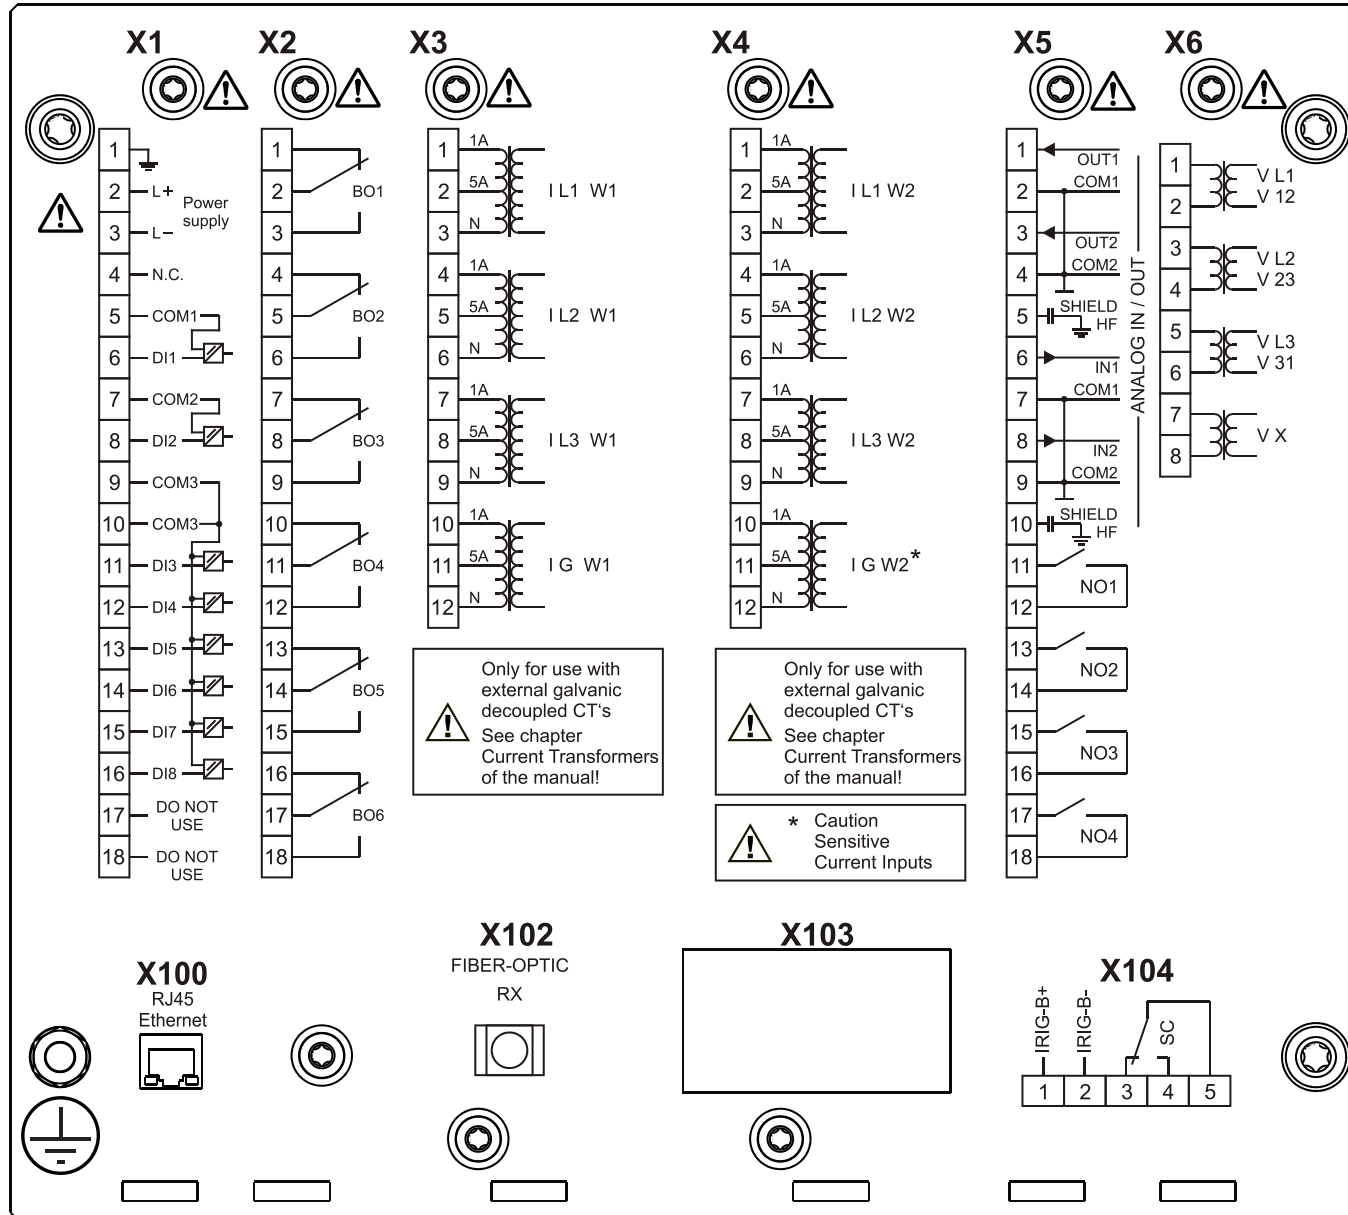 X1
X2
X3
X4
X5
X6
1
2 L+
Power
supply
3 L−
4 N.C.
5 COM1
6 DI1
7 COM2
8 DI2
9 COM3
10 COM3
11 DI3
12 DI4
13 DI5
14 DI6
15 DI7
16 DI8
17 DO NOT
USE
18 DO NOT
USE
1
2 BO1
3
4
5 BO2
6
7
8 BO3
9
10
11 BO4
12
13
14 BO5
15
16
17 BO6
18
1 1A
2 5A I L1 W1
3 N
4 1A
5 5A I L2 W1
6 N
7 1A
8 5A I L3 W1
9 N
10 1A
11 5A I G W1
12 N
Only for use with
external galvanic
decoupled CT‘s
See chapter
Current Transformers
of the manual!
1 1A
2 5A I L1 W2
3 N
4 1A
5 5A I L2 W2
6 N
7 1A
8 5A I L3 W2
9 N
10 1A
11 5A I G W2*
12 N
Only for use with
external galvanic
decoupled CT‘s
See chapter
Current Transformers
of the manual!
* Caution
Sensitive
Current Inputs
1 OUT1
2 COM1
3 OUT2
4 COM2
5 SHIELD
HF
6 IN1
7 COM1
8 IN2
9 COM2
10 SHIELD
HF
ANALOG IN / OUT
11
NO1
12
13
NO2
14
15
NO3
16
17
NO4
18
1 V L1
2 V 12
3 V L2
4 V 23
5 V L3
6 V 31
7
V X
8
X100
RJ45
Ethernet
X102
FIBER-OPTIC
RX
X103
X104
IRIG-B+
IRIG-B-
SC
1 2 3 4 5